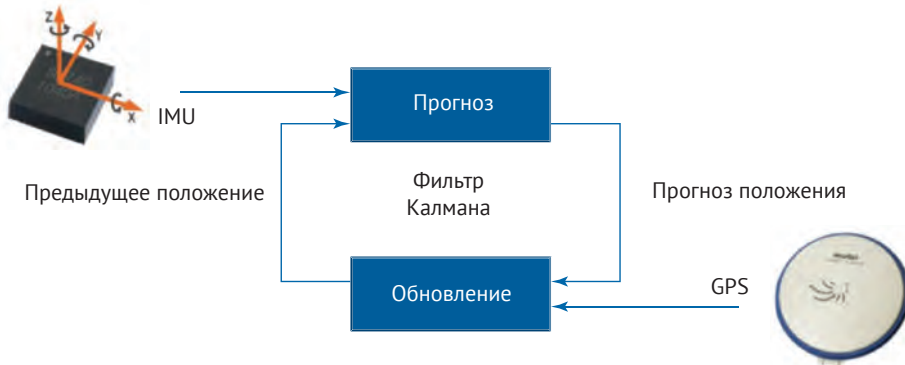 Z
Y
X
IMU
Прогноз
Предыдущее положение
Фильтр
Калмана
Прогноз положения
Обновление
GPS